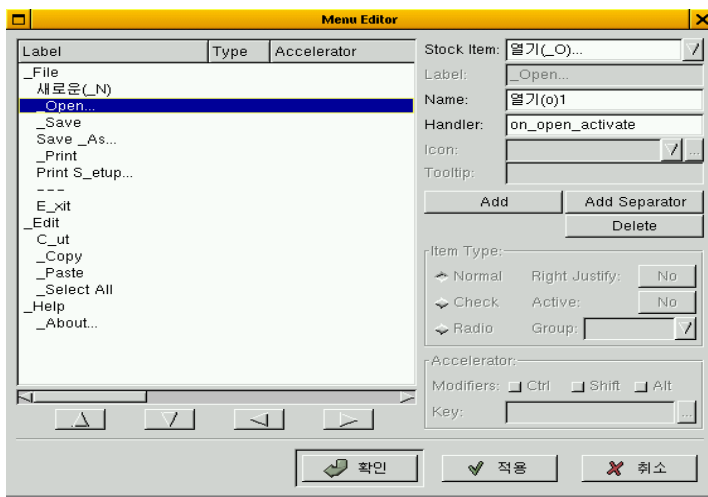 Menu Editor
Label Type Accelerator
_File
새로운(_N)
_Open...
_Save
Save _As...
_Print
Print S_etup...
---
E_xit
_Edit
C_ut
_Copy
_Paste
_Select All
_Help
_About...
Stock Item: 열기(_O)...
Label: _Open...
Name: 열기(o)1
Handler: on_open_activate
Icon: ...
Tooltip:
Add Add Separator
Delete
Item Type:
Normal Right Justify: No
Check Active: No
Radio Group:
Accelerator:
Modifiers: Ctrl Shift Alt
Key: ...
확인 적용 취소